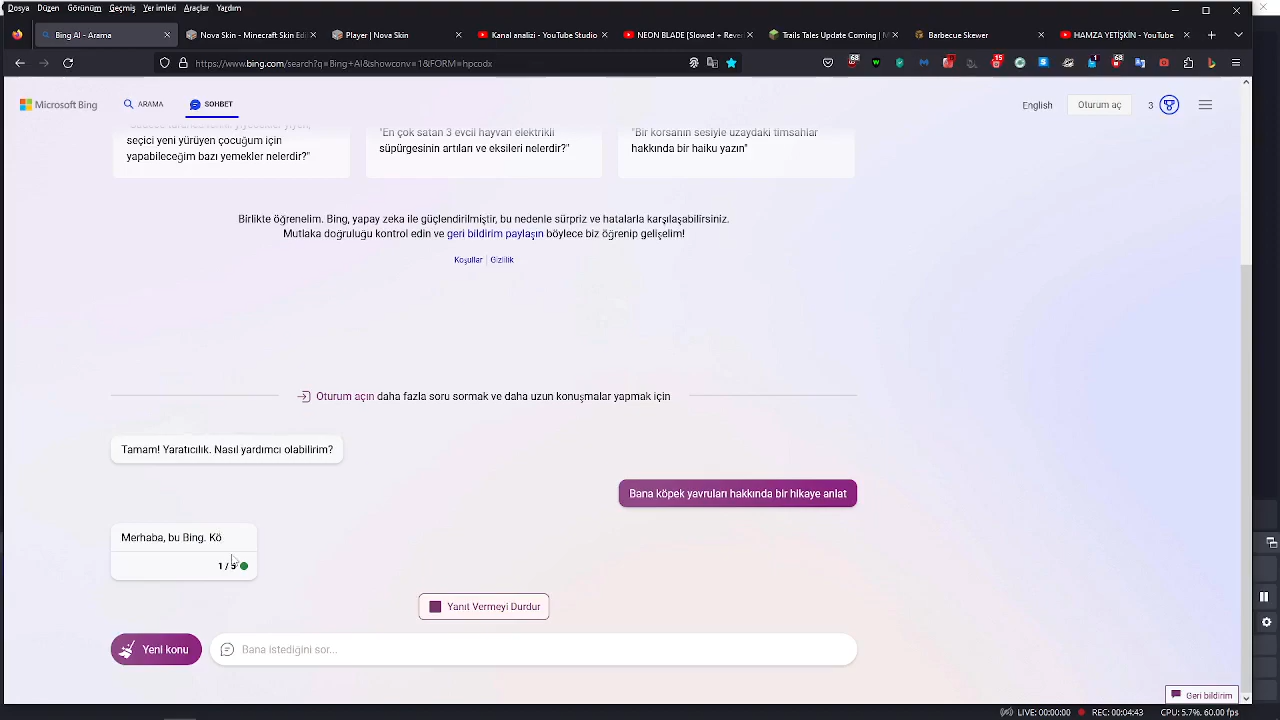 Dosya Düzen Görünüm Geçmiş Yer imleri Araçlar Yardım
Bing AI - Arama
Nova Skin - Minecraft Skin Edi
Player | Nova Skin
Kanal analizi - YouTube Studio
NEON BLADE [Slowed + Rever
Trails Tales Update Coming | M
Barbecue Skewer
HAMZA YETİŞKİN - YouTube
https://www.bing.com/search?q=Bing+AI&showconv=1&FORM=hpcodx
68
15
1
68
Microsoft Bing
ARAMA
SOHBET
English
Oturum aç
3
seçici yeni yürüyen çocuğum için
yapabileceğim bazı yemekler nelerdir?"
"En çok satan 3 evcil hayvan elektrikli
süpürgesinin artıları ve eksileri nelerdir?"
"Bir korsanın sesiyle uzaydaki timsahlar
hakkında bir haiku yazın"
Birlikte öğrenelim. Bing, yapay zeka ile güçlendirilmiştir, bu nedenle sürpriz ve hatalarla karşılaşabilirsiniz.
Mutlaka doğruluğu kontrol edin ve geri bildirim paylaşın böylece biz öğrenip gelişelim!
Koşullar Gizlilik
Oturum açın daha fazla soru sormak ve daha uzun konuşmalar yapmak için
Tamam! Yaratıcılık. Nasıl yardımcı olabilirim?
Bana köpek yavruları hakkında bir hikaye anlat
Merhaba, bu Bing. Kö
1 / 5
Yanıt Vermeyi Durdur
Yeni konu
Bana istediğini sor...
Geri bildirim
LIVE: 00:00:00 REC: 00:04:43 CPU: 5.7%, 60.00 fps